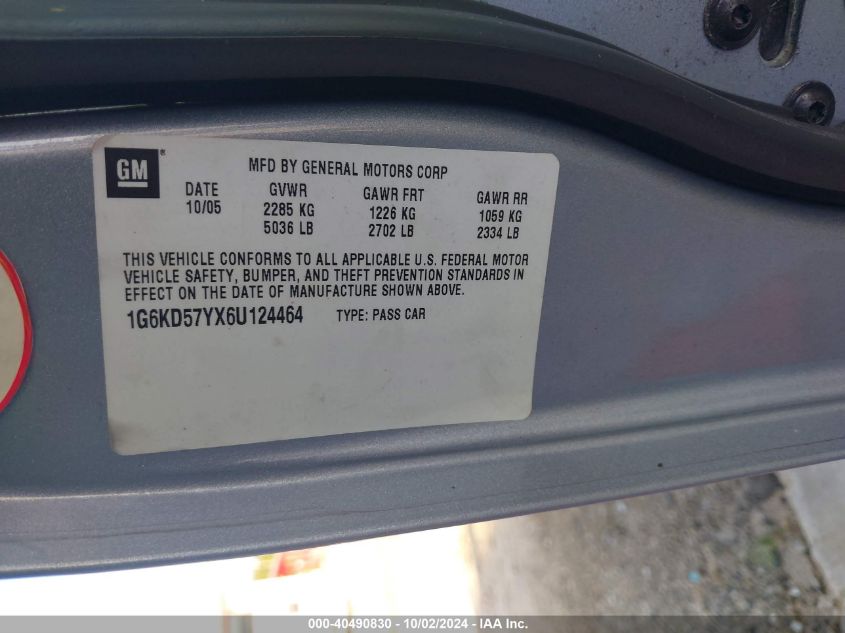 GM ® MFD BY GENERAL MOTORS CORP
DATE GVWR GAWR FRT GAWR RR
10/05 2285 KG 1226 KG 1059 KG
5036 LB 2702 LB 2334 LB
THIS VEHICLE CONFORMS TO ALL APPLICABLE U.S. FEDERAL MOTOR
VEHICLE SAFETY, BUMPER, AND THEFT PREVENTION STANDARDS IN
EFFECT ON THE DATE OF MANUFACTURE SHOWN ABOVE.
1G6KD57YX6U124464 TYPE: PASS CAR
000-40490830 - 10/02/2024 - IAA Inc.